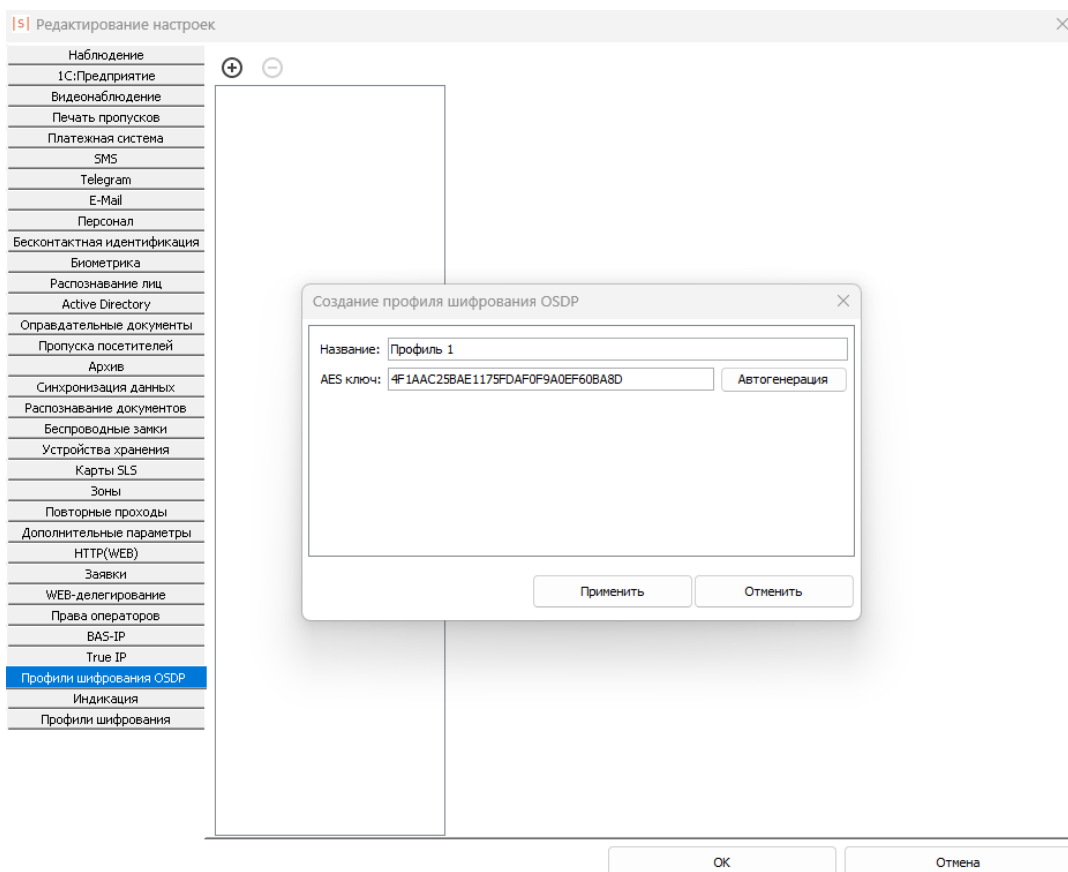 |S| Редактирование настроек
Наблюдение
1С:Предприятие
Видеонаблюдение
Печать пропусков
Платежная система
SMS
Telegram
E-Mail
Персонал
Бесконтактная идентификация
Биометрика
Распознавание лиц
Active Directory
Оправдательные документы
Пропуска посетителей
Архив
Синхронизация данных
Распознавание документов
Беспроводные замки
Устройства хранения
Карты SLS
Зоны
Повторные проходы
Дополнительные параметры
HTTP(WEB)
Заявки
WEB-делегирование
Права операторов
BAS-IP
True IP
Профили шифрования OSDP
Индикация
Профили шифрования
Создание профиля шифрования OSDP
Название: Профиль 1
AES ключ: 4F1AAC25BAE1175FDAF0F9A0EF60BA8D Автогенерация
Применить Отменить
OK Отмена